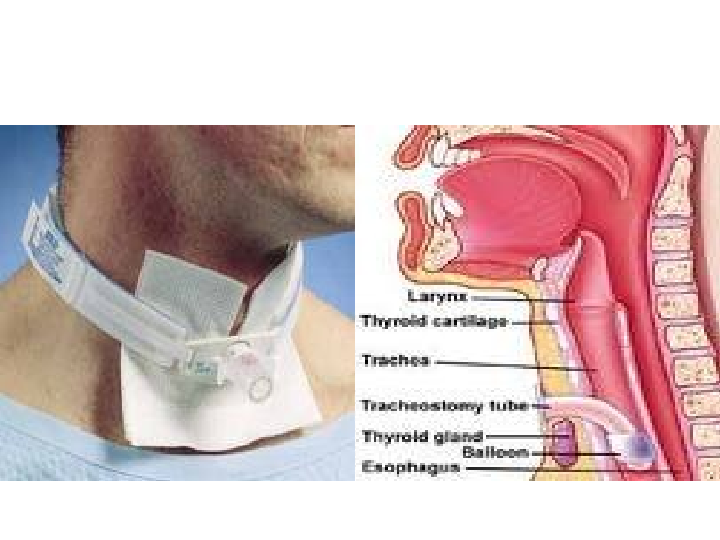 Larynx
Thyroid cartilage
Trachea
Tracheostomy tube
Thyroid gland
Balloon
Esophagus